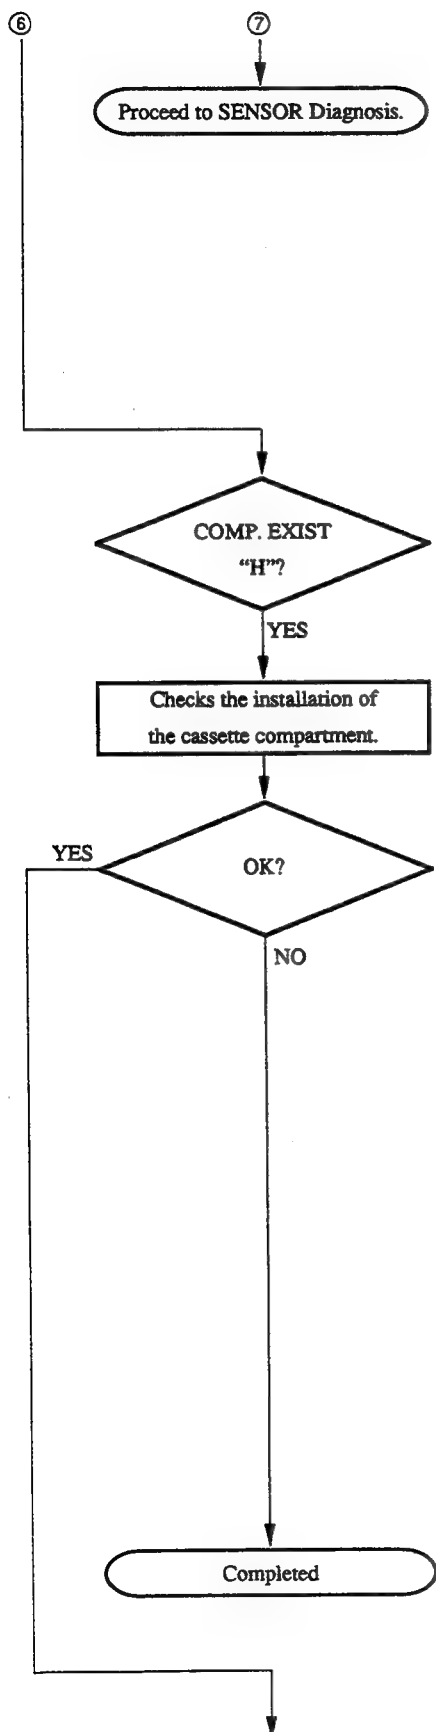 ⑥ ⑦
Proceed to SENSOR Diagnosis.
COMP. EXIST
“H”?
YES
Checks the installation of
the cassette compartment.
YES
OK?
NO
Completed